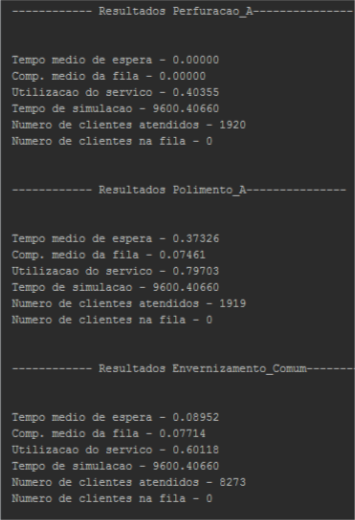 ------------ Resultados Perfuracao_A---------------
Tempo medio de espera - 0.00000
Comp. medio da fila - 0.00000
Utilizacao do servico - 0.40355
Tempo de simulacao - 9600.40660
Numero de clientes atendidos - 1920
Numero de clientes na fila - 0
------------ Resultados Polimento_A---------------
Tempo medio de espera - 0.37326
Comp. medio da fila - 0.07461
Utilizacao do servico - 0.79703
Tempo de simulacao - 9600.40660
Numero de clientes atendidos - 1919
Numero de clientes na fila - 0
------------ Resultados Envernizamento_Comum-------
Tempo medio de espera - 0.08952
Comp. medio da fila - 0.07714
Utilizacao do servico - 0.60118
Tempo de simulacao - 9600.40660
Numero de clientes atendidos - 8273
Numero de clientes na fila - 0